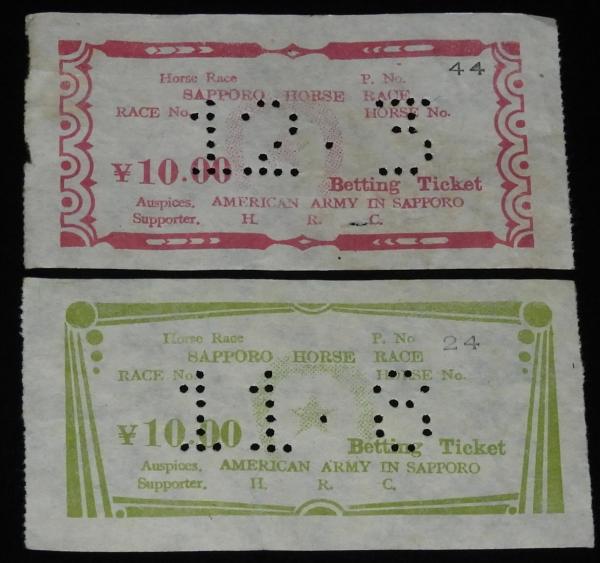 Horse Race P. No. 44
SAPPORO HORSE RACE
RACE No. HORSE No.
12 . 3
¥10.00 Betting Ticket
Auspices. AMERICAN ARMY IN SAPPORO
Supporter. H. R. C.
Horse Race P. No 24
SAPPORO HORSE RACE
RACE No. HORSE No.
11 .
¥10.00 Betting Ticket
Auspices. AMERICAN ARMY IN SAPPORO
Supporter. H. R. C.